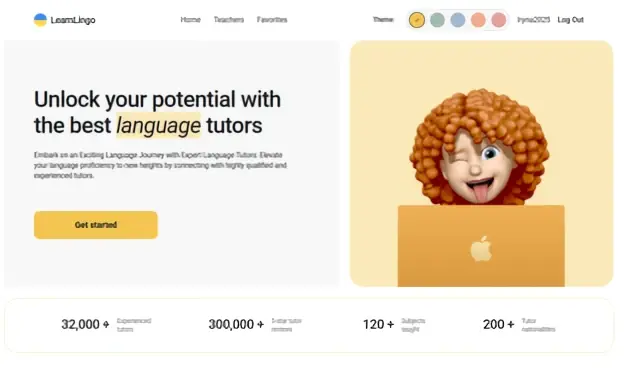 LearnLingo
Home Teachers Favorites
Theme: Iryna2025 Log Out
Unlock your potential with
the best language tutors
Embark on an Exciting Language Journey with Expert Language Tutors. Elevate
your language proficiency to new heights by connecting with highly qualified and
experienced tutors.
Get started
32,000 + Experienced
tutors
300,000 + 5-star tutor
reviews
120 + Subjects
taught
200 + Tutor
nationalities